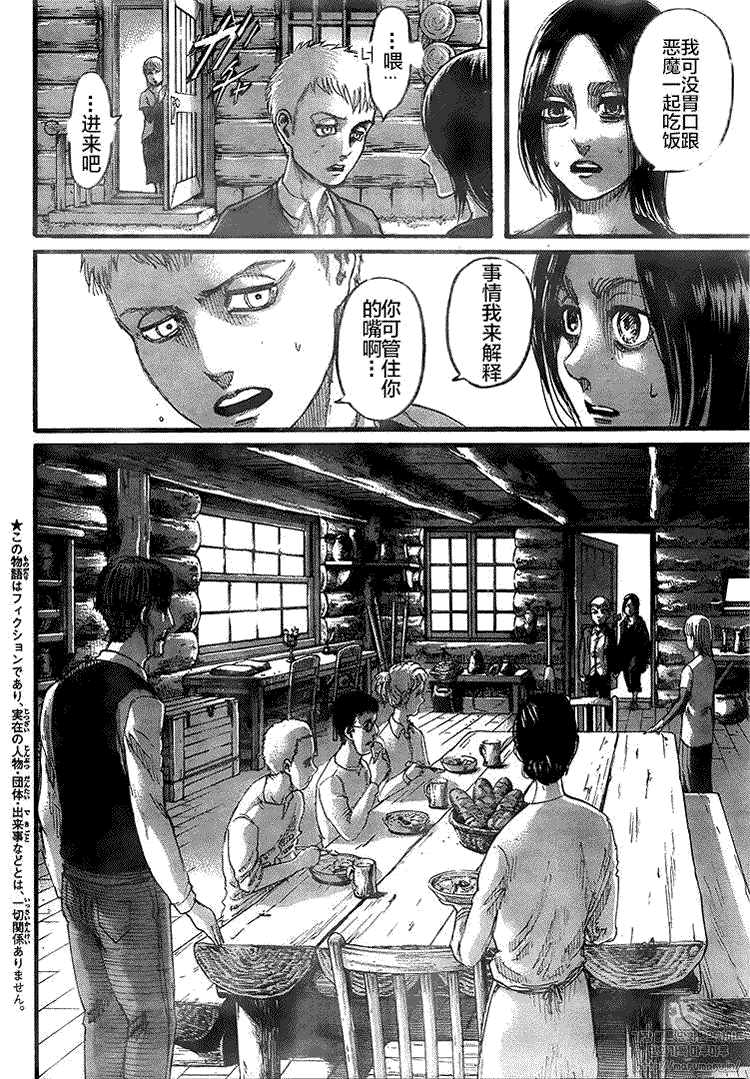 我可没胃口跟
恶魔一起吃饭
…喂
…
…进来吧
事情我来解释
你可管住你
的嘴啊…
★この物語はフィクションであり、実在の人物・団体・出来事などとは、一切関係ありません。